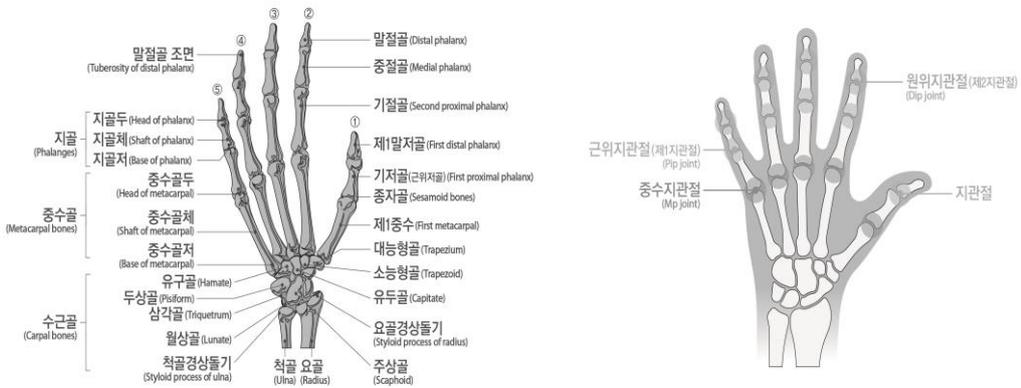 ③
②
④
⑤
①
말절골 조면
(Tuberosity of distal phalanx)
지골
(Phalanges)
지골두 (Head of phalanx)
지골체 (Shaft of phalanx)
지골저 (Base of phalanx)
중수골
(Metacarpal bones)
중수골두
(Head of metacarpal)
중수골체
(Shaft of metacarpal)
중수골저
(Base of metacarpal)
수근골
(Carpal bones)
유구골 (Hamate)
두상골 (Pisiform)
삼각골 (Triquetrum)
월상골 (Lunate)
척골경상돌기
(Styloid process of ulna)
척골
(Ulna)
요골
(Radius)
말절골 (Distal phalanx)
중절골 (Medial phalanx)
기절골 (Second proximal phalanx)
제1말저골 (First distal phalanx)
기저골(근위저골) (First proximal phalanx)
종자골 (Sesamoid bones)
제1중수 (First metacarpal)
대능형골 (Trapezium)
소능형골 (Trapezoid)
유두골 (Capitate)
요골경상돌기
(Styloid process of radius)
주상골
(Scaphoid)
원위지관절 (제2지관절)
(Dip joint)
근위지관절 (제1지관절)
(Pip joint)
중수지관절
(Mp joint)
지관절